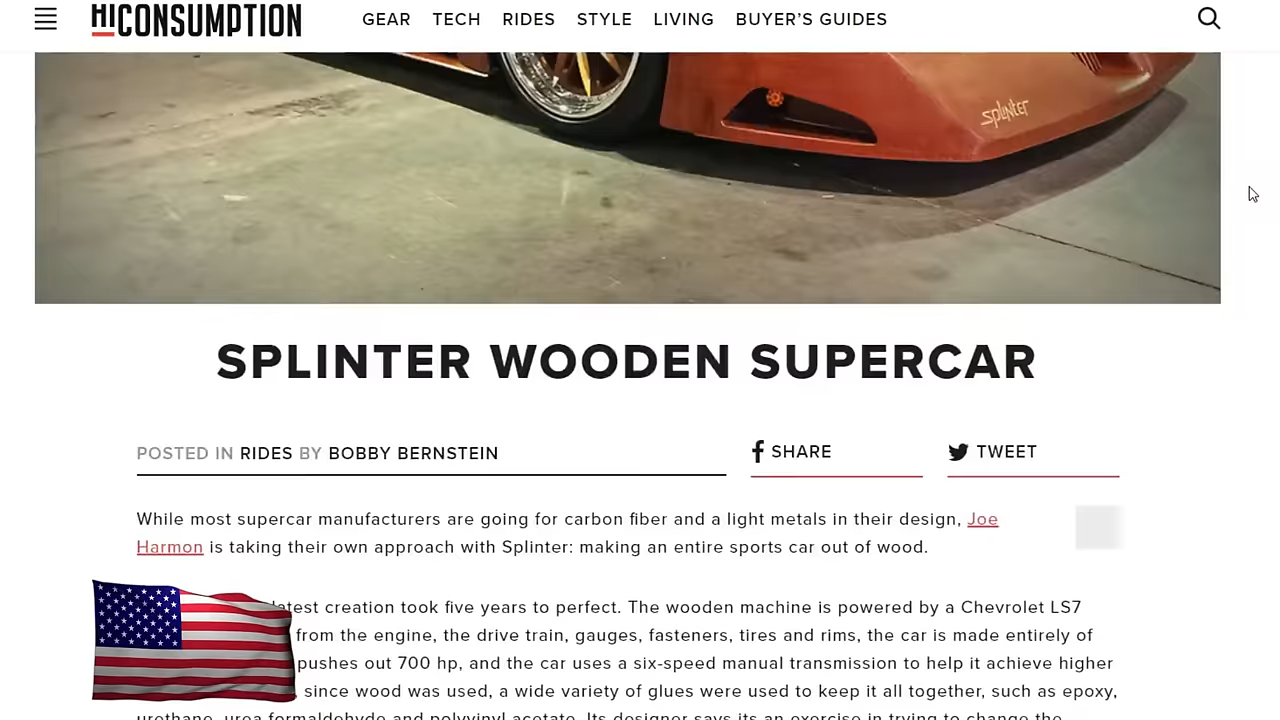 HICONSUMPTION
GEAR TECH RIDES STYLE LIVING BUYER'S GUIDES
splinter
SPLINTER WOODEN SUPERCAR
POSTED IN RIDES BY BOBBY BERNSTEIN
SHARE
TWEET
While most supercar manufacturers are going for carbon fiber and a light metals in their design, Joe
Harmon is taking their own approach with Splinter: making an entire sports car out of wood.
latest creation took five years to perfect. The wooden machine is powered by a Chevrolet LS7
from the engine, the drive train, gauges, fasteners, tires and rims, the car is made entirely of
pushes out 700 hp, and the car uses a six-speed manual transmission to help it achieve higher
since wood was used, a wide variety of glues were used to keep it all together, such as epoxy,
urethane, urea formaldehyde and polyvinyl acetate. Its designer says its an exercise in trying to change the